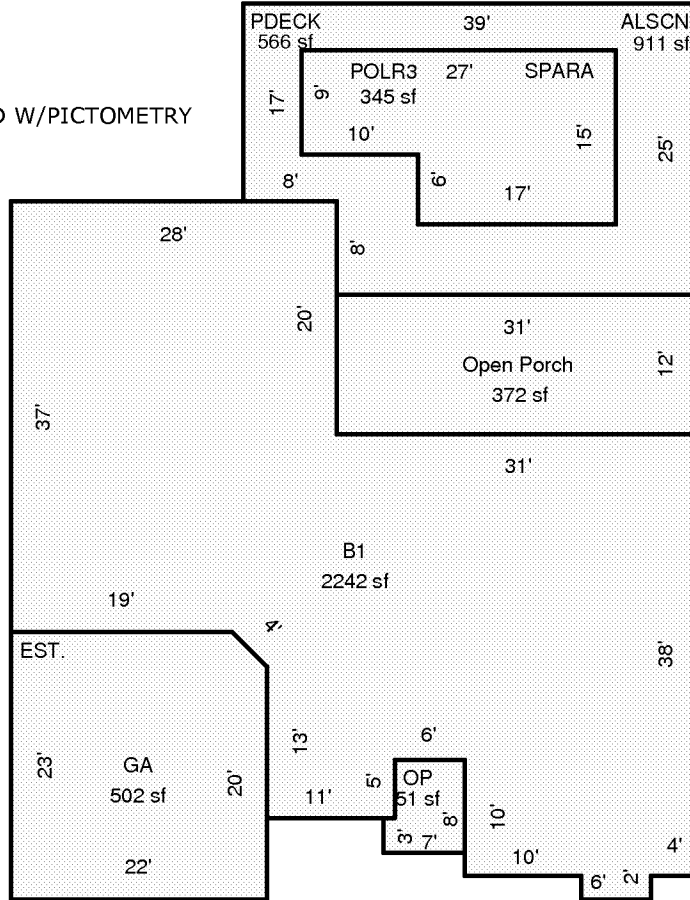 PDECK
566 sf
39'
ALSCN
911 sf
POLR3
345 sf
27'
SPARA
17'
9'
W/PICTOMETRY
10'
15'
25'
8'
6'
17'
28'
8'
20'
31'
Open Porch
372 sf
12'
37'
31'
B1
2242 sf
19'
4'
EST.
38'
13'
6'
23'
GA
502 sf
20'
11'
5'
OP
51 sf
8'
10'
3'
7'
22'
10'
4'
6'
2'